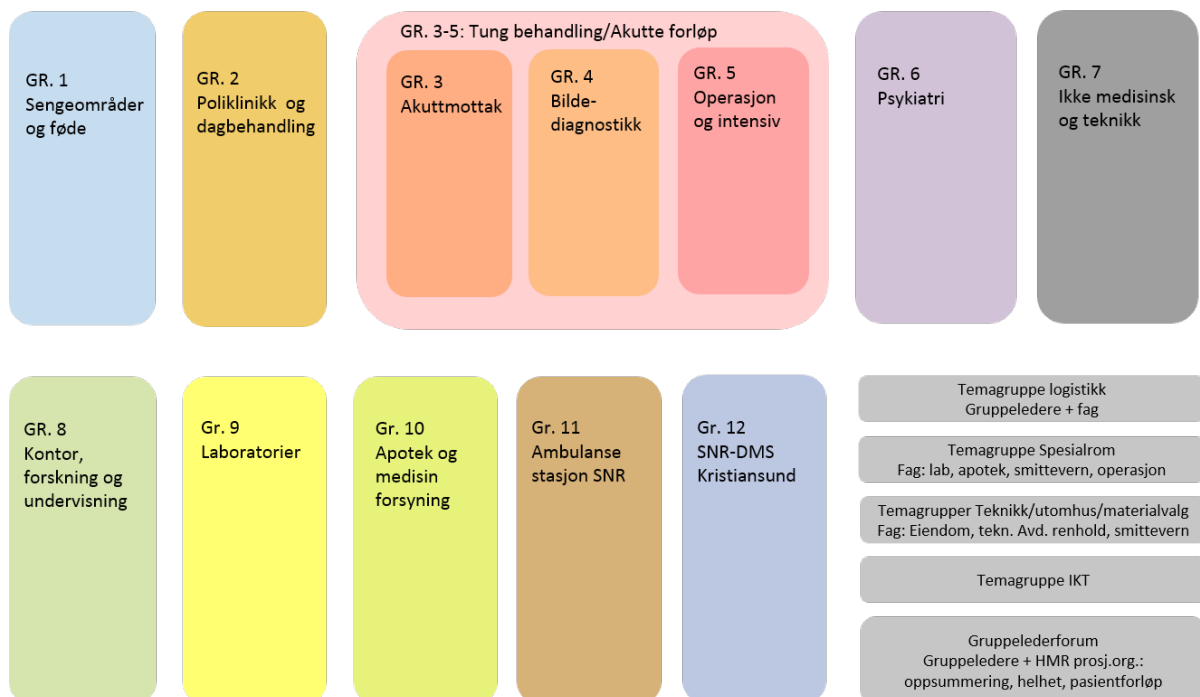 GR. 1
Sengeområder
og føde
GR. 2
Poliklinikk og
dagbehandling
GR. 3-5: Tung behandling/Akutte forløp
GR. 3
Akuttmottak
GR. 4
Bilde-
diagnostikk
GR. 5
Operasjon
og intensiv
GR. 6
Psykiatri
GR. 7
Ikke medisinsk
og teknikk
GR. 8
Kontor,
forskning og
undervisning
Gr. 9
Laboratorier
Gr. 10
Apotek og
medisin
forsyning
Gr. 11
Ambulanse
stasjon SNR
Gr. 12
SNR-DMS
Kristiansund
Temagruppe logistikk
Gruppeledere + fag
Temagruppe Spesialrom
Fag: lab, apotek, smittevern, operasjon
Temagrupper Teknikk/utomhus/materialvalg
Fag: Eiendom, tekn. Avd. renhold, smittevern
Temagruppe IKT
Gruppelederforum
Gruppeledere + HMR prosj.org.:
oppsummering, helhet, pasientforløp